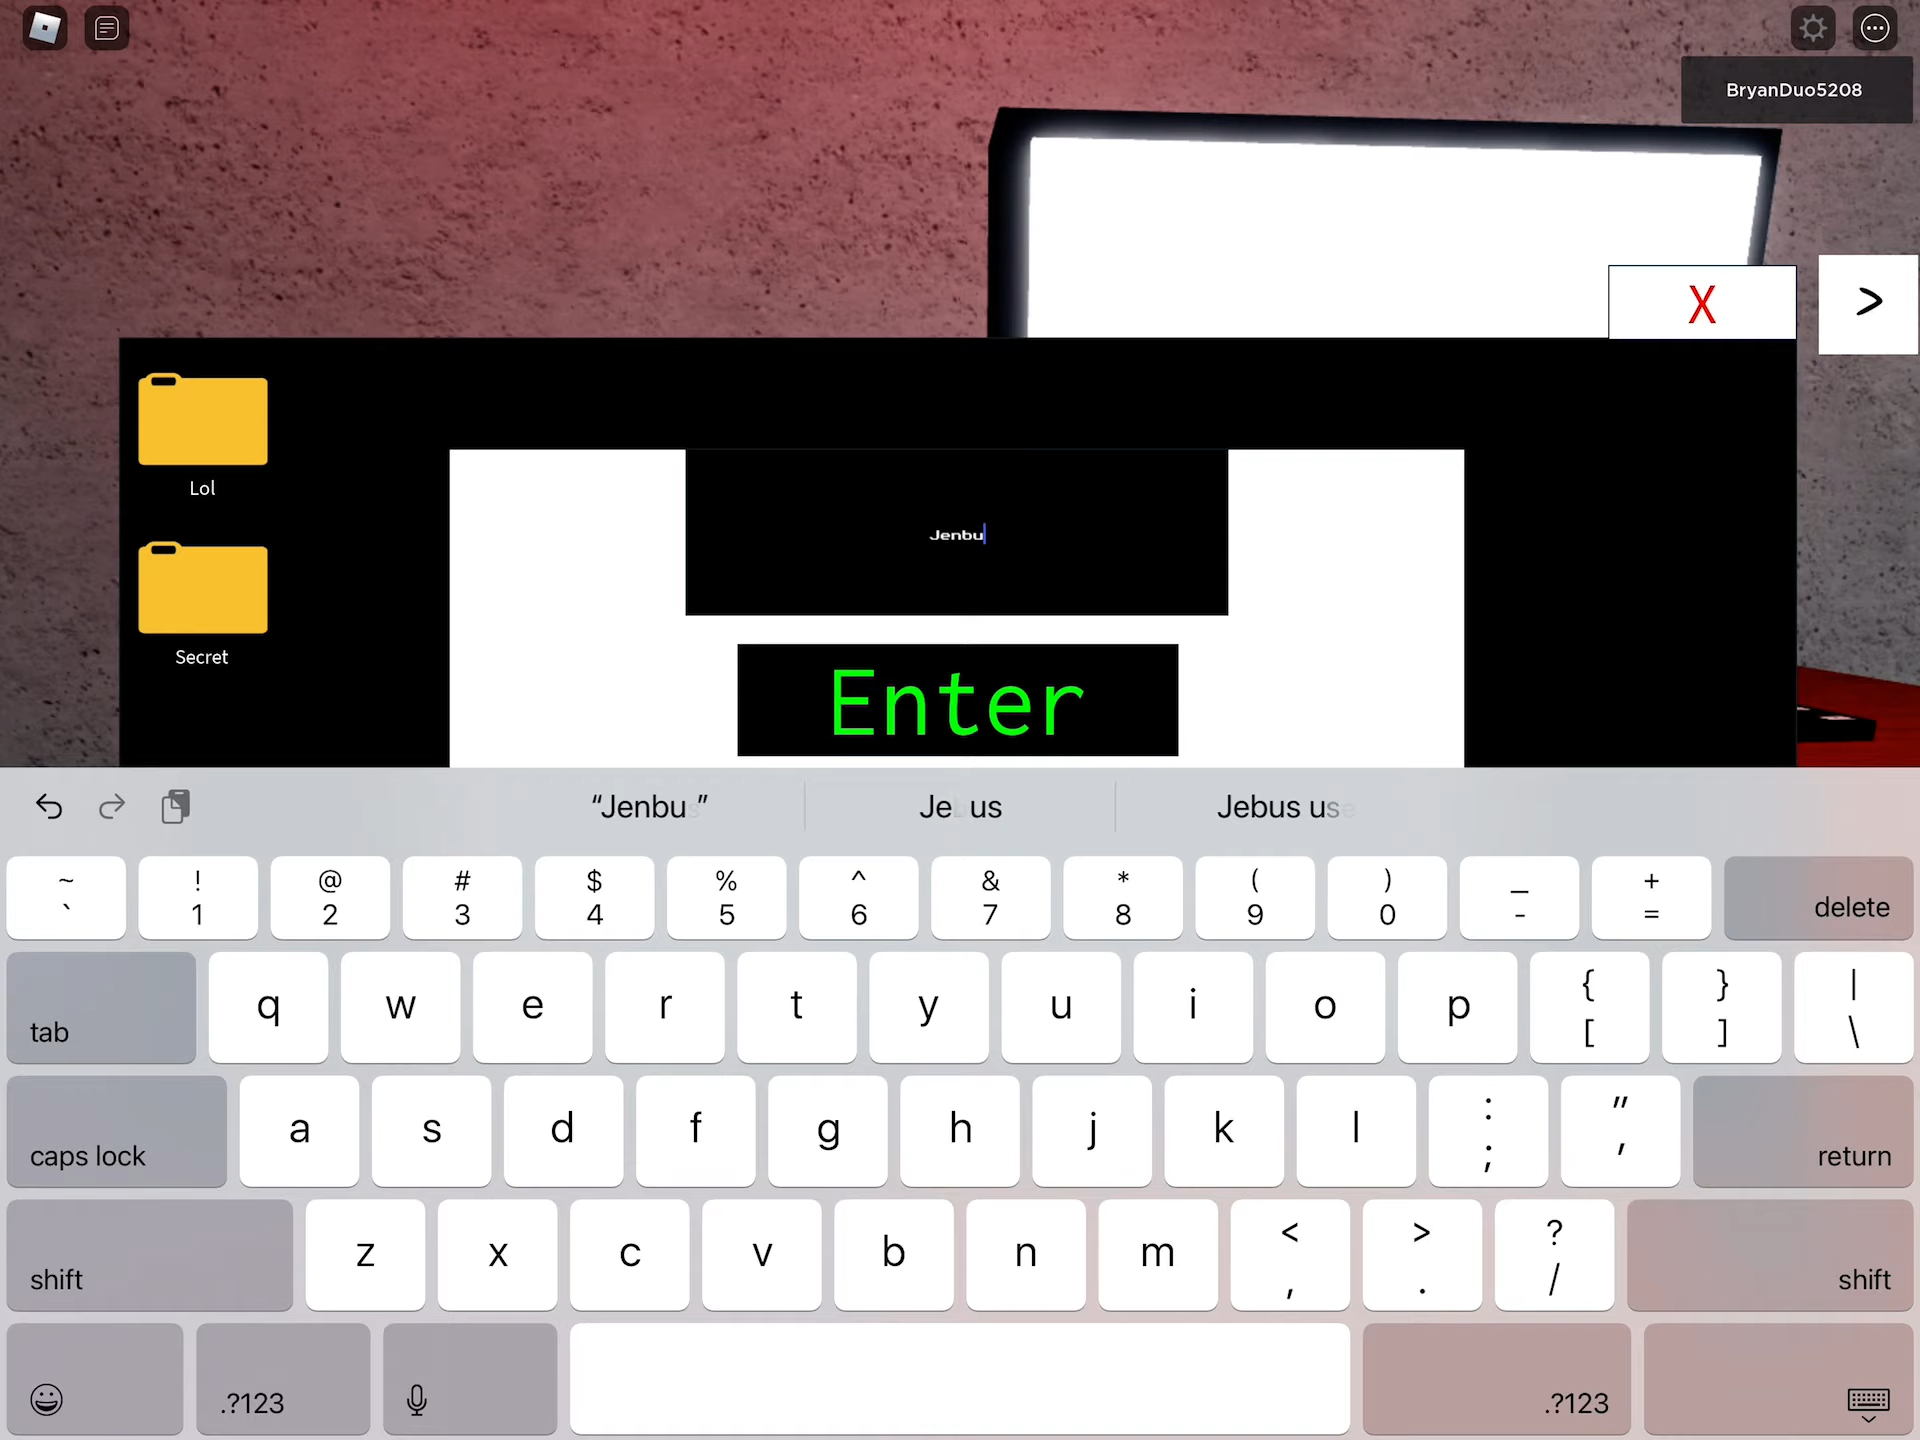 BryanDuo5208
X
>
Lol
Jenbu
Secret
Enter
“Jenbu”
Je us
Jebus us
~ ! @ # $ % ^ & * ( ) _ +
` 1 2 3 4 5 6 7 8 9 0 - = delete
{ } |
tab q w e r t y u i o p [ ] \
: "
caps lock a s d f g h j k l ; ' return
< > ?
shift z x c v b n m , . / shift
.?123 .?123